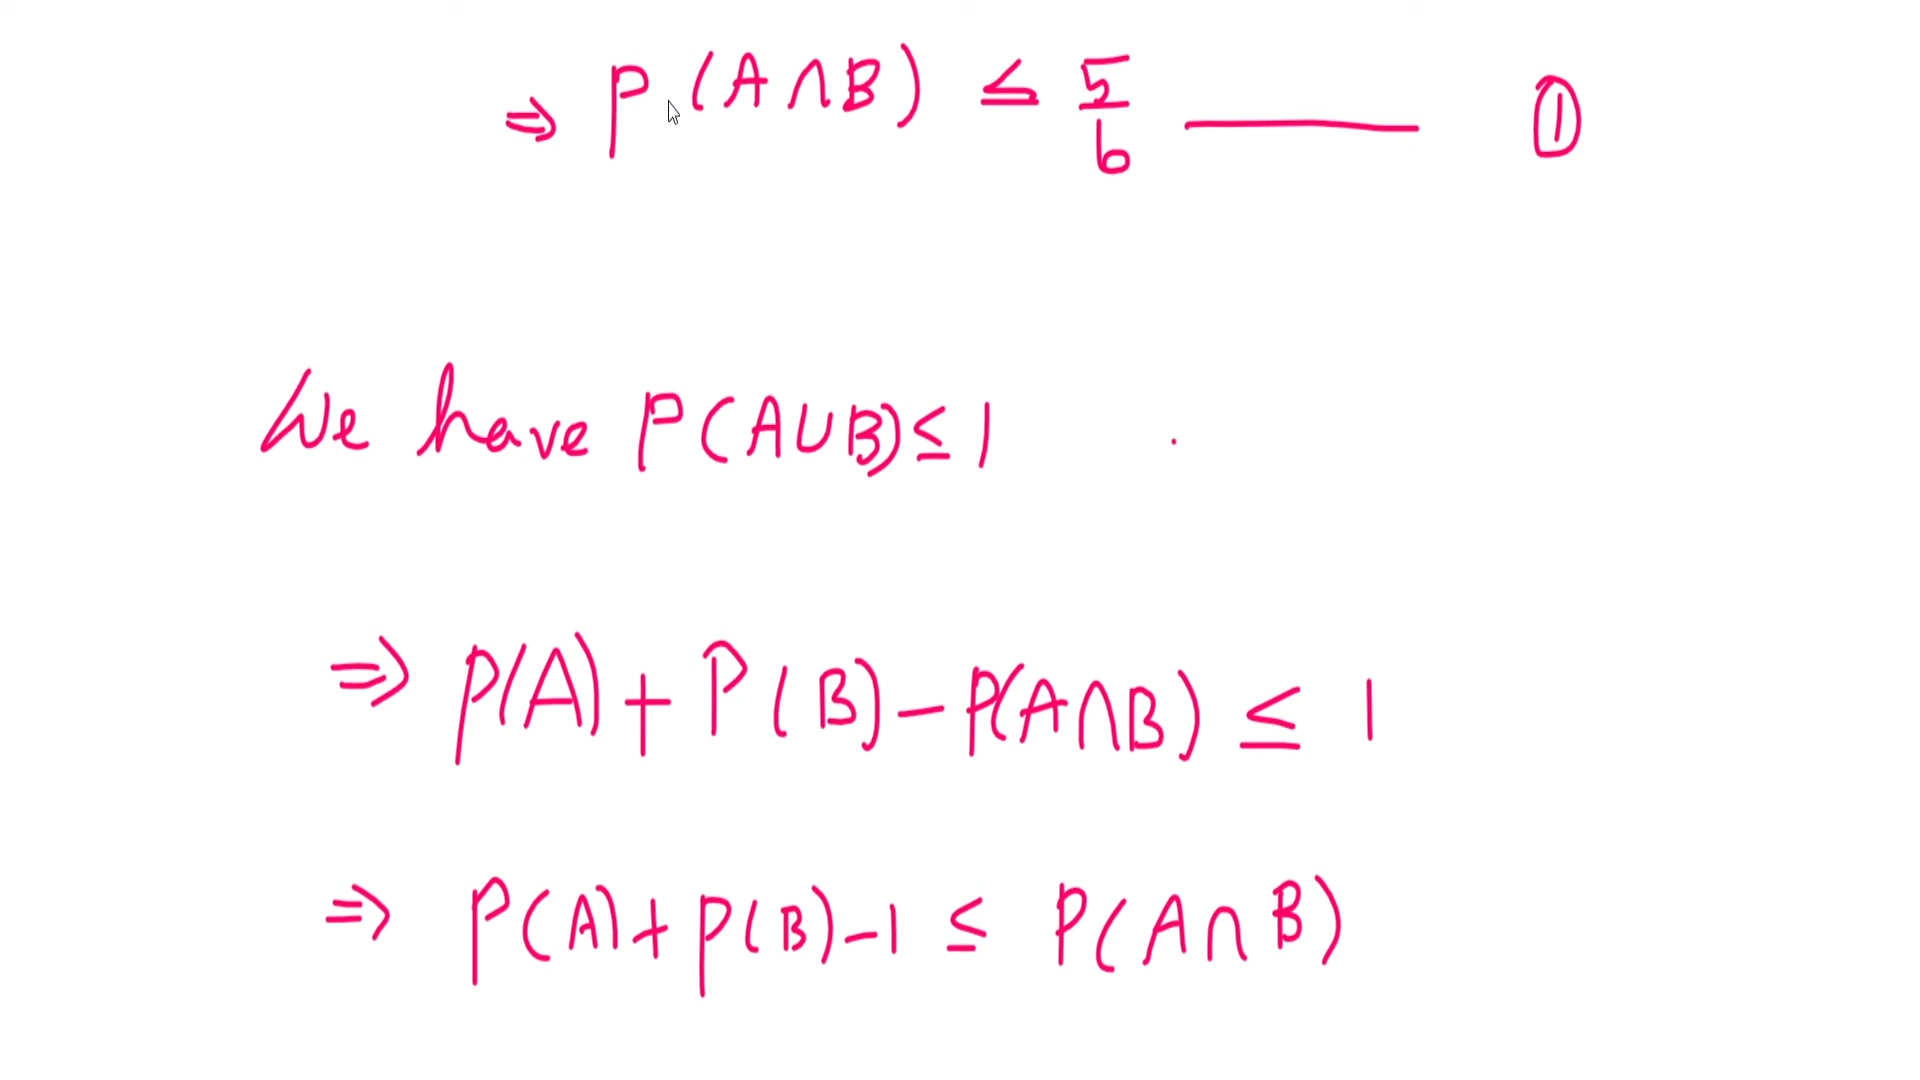 ⇒ P(A∩B) ≤ 5/6 ——— ①
We have P(A∪B) ≤ 1
⇒ P(A) + P(B) − P(A∩B) ≤ 1
⇒ P(A) + P(B) − 1 ≤ P(A∩B)